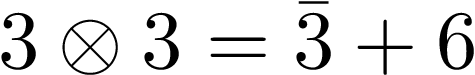 3 ⊗ 3 = 3̄ + 6